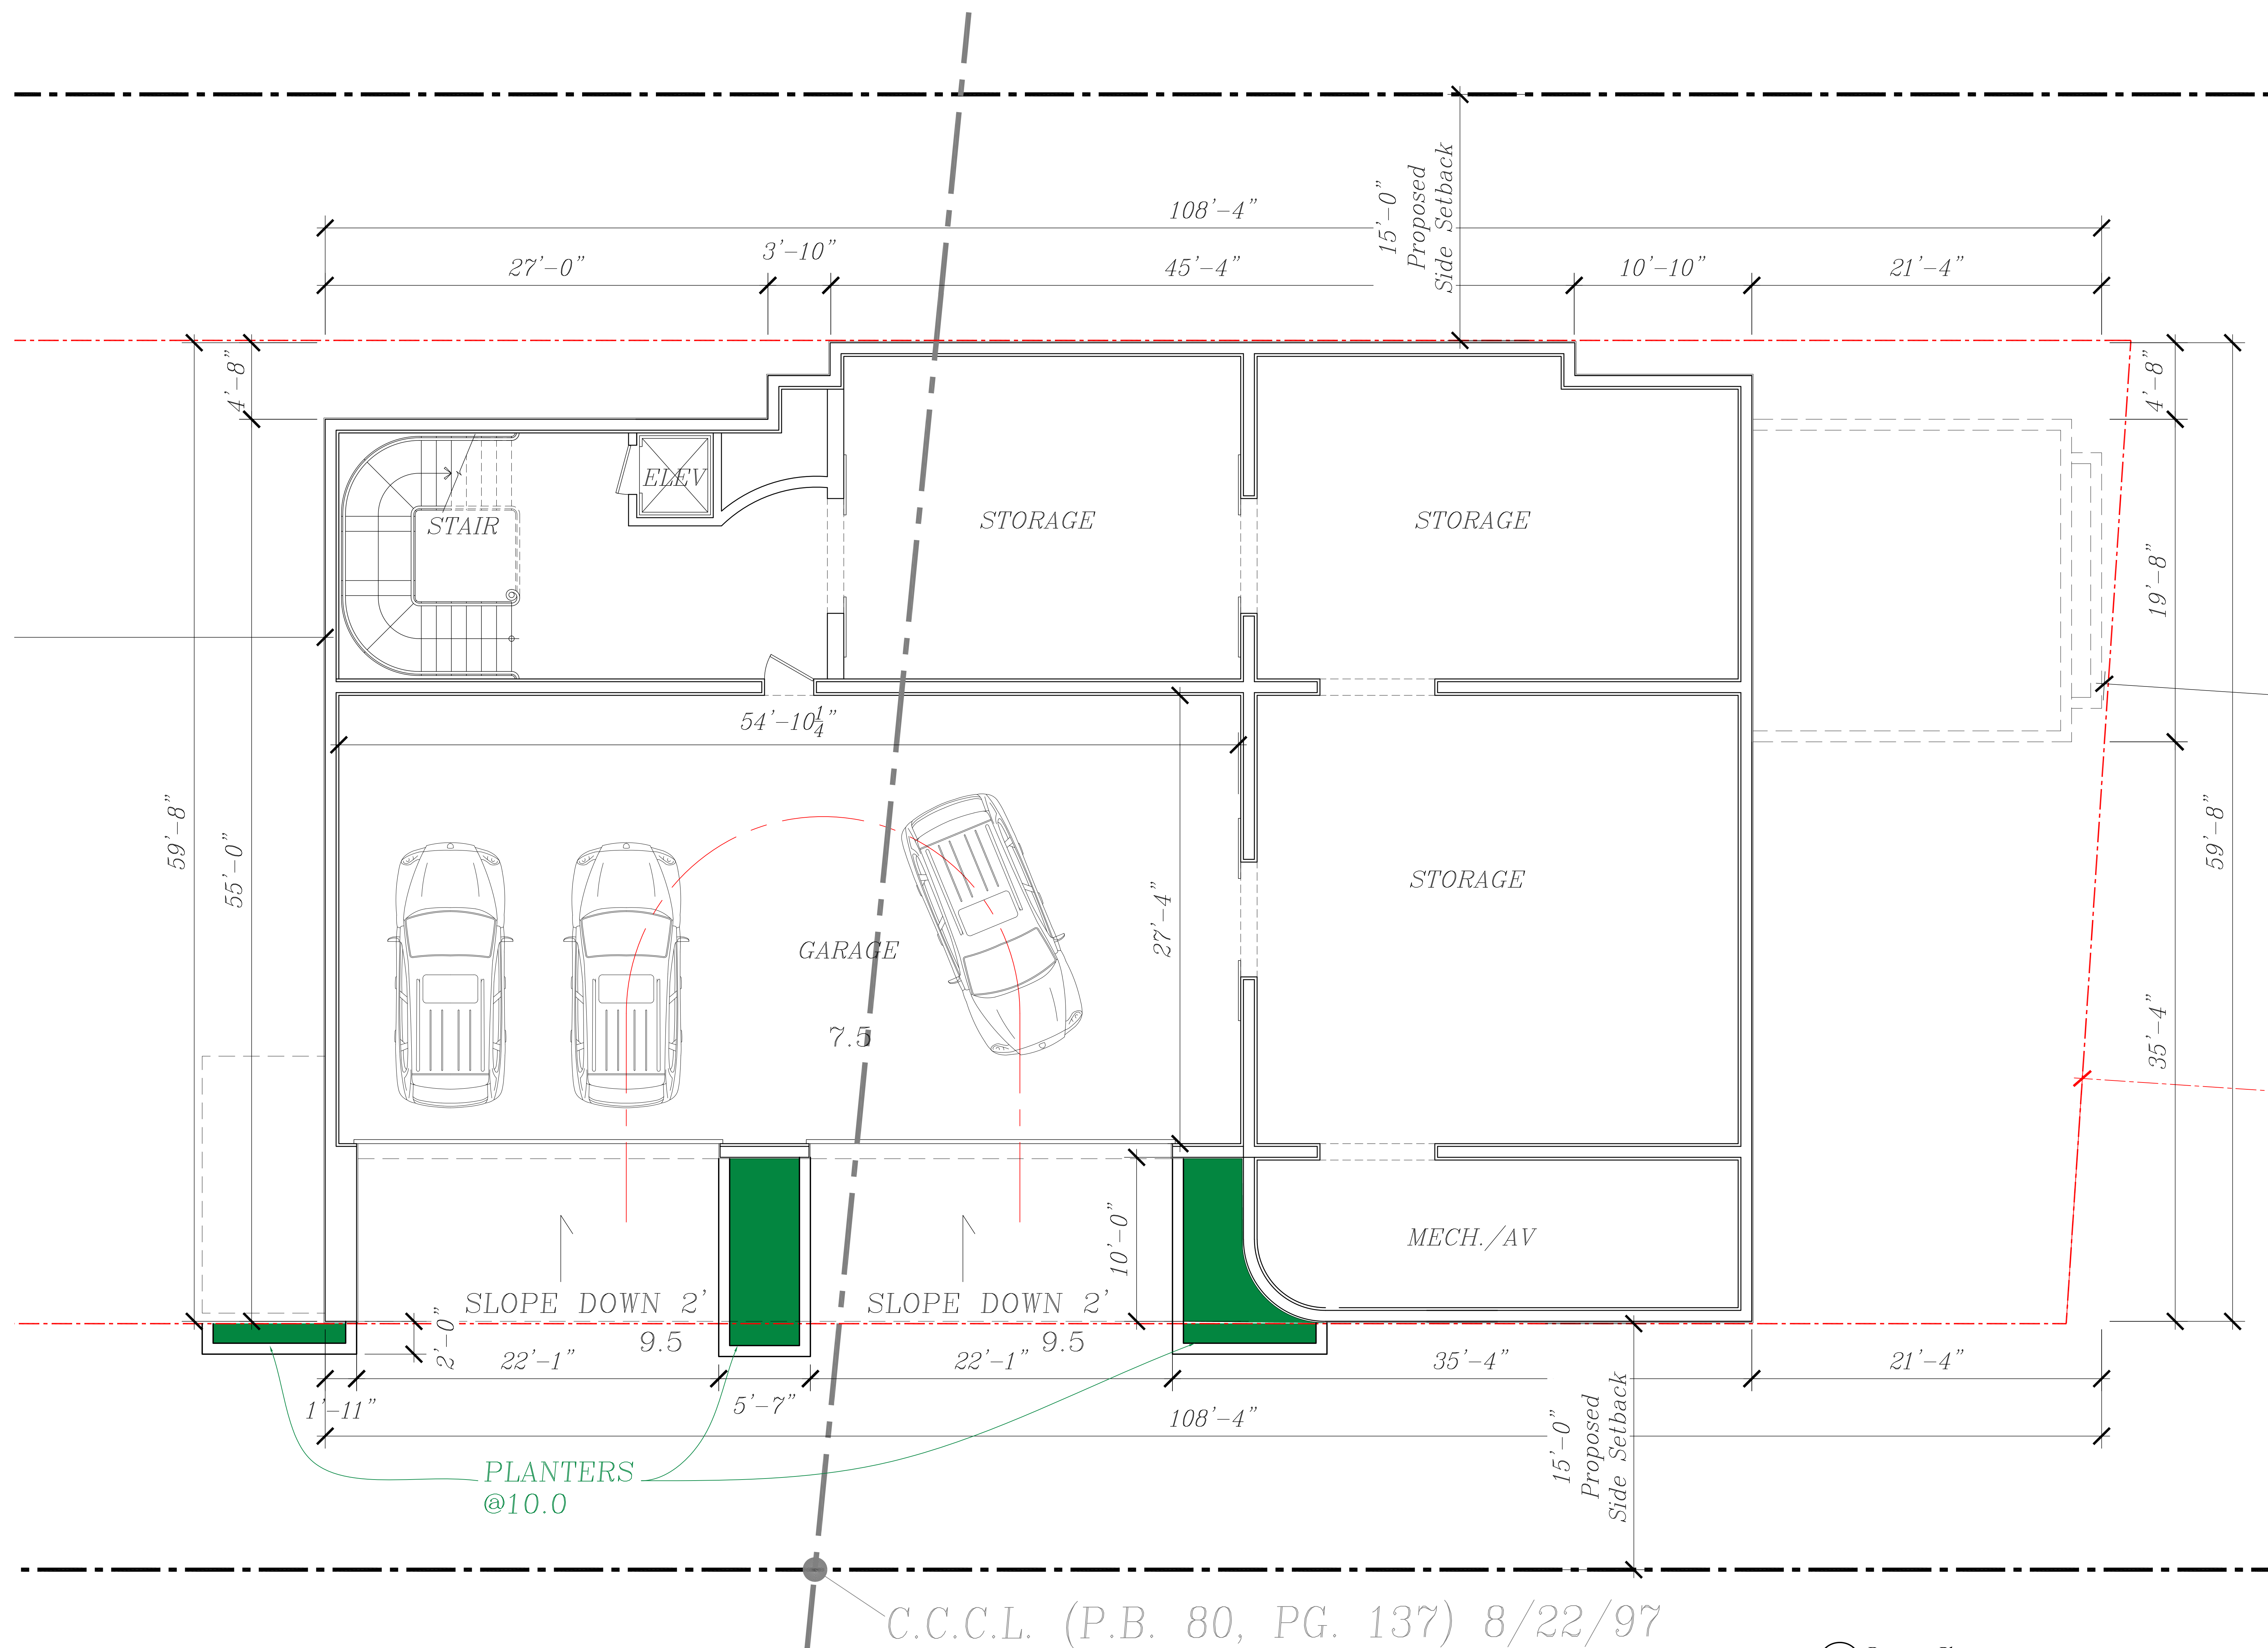 108'-4"
15'-0"
Proposed
Side Setback
27'-0"
3'-10"
45'-4"
10'-10"
21'-4"
4'-8"
4'-8"
ELEV
STAIR
STORAGE
STORAGE
19'-8"
54'-10 1/4"
59'-8"
55'-0"
59'-8"
27'-4"
STORAGE
GARAGE
7.5
35'-4"
10'-0"
MECH./AV
SLOPE DOWN 2'
SLOPE DOWN 2'
9.5
9.5
2'-0"
22'-1"
22'-1"
35'-4"
21'-4"
1'-11"
5'-7"
108'-4"
15'-0"
Proposed
Side Setback
PLANTERS
@10.0
C.C.C.L. (P.B. 80, PG. 137) 8/22/97